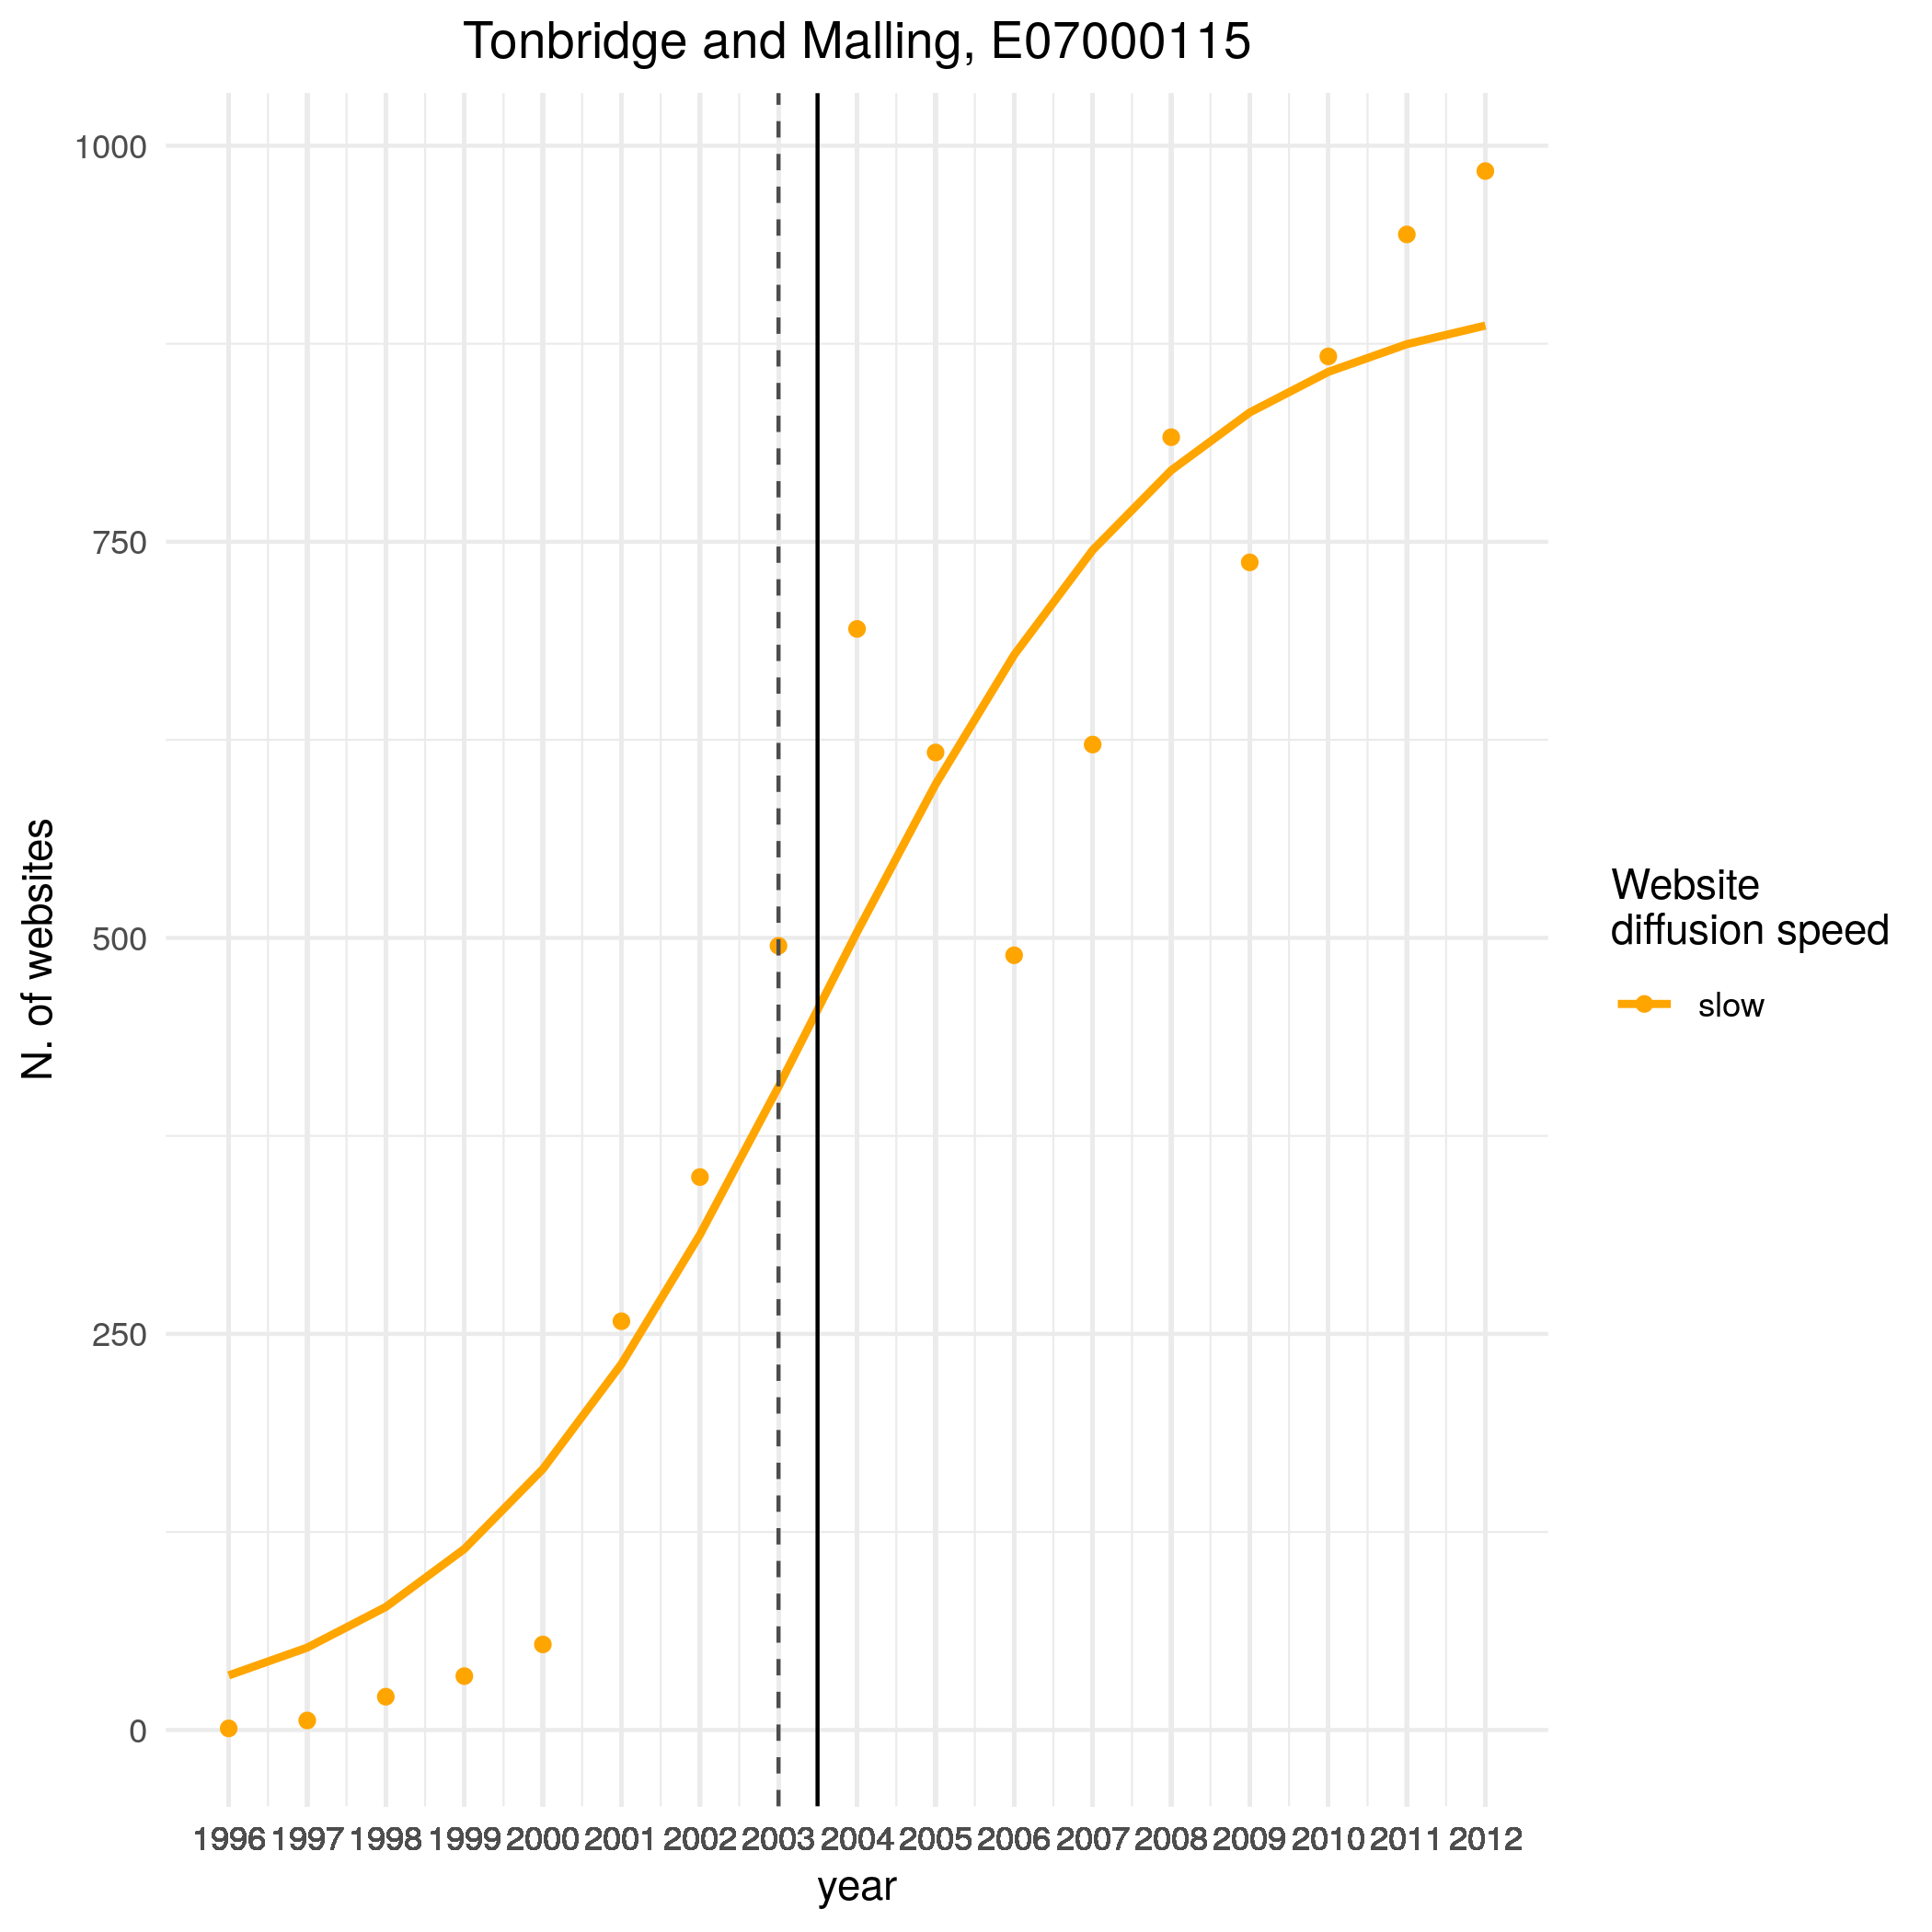 Tonbridge and Malling, E07000115
1000
750
500
250
0
N. of websites
1996 1997 1998 1999 2000 2001 2002 2003 2004 2005 2006 2007 2008 2009 2010 2011 2012
year
Website
diffusion speed
slow